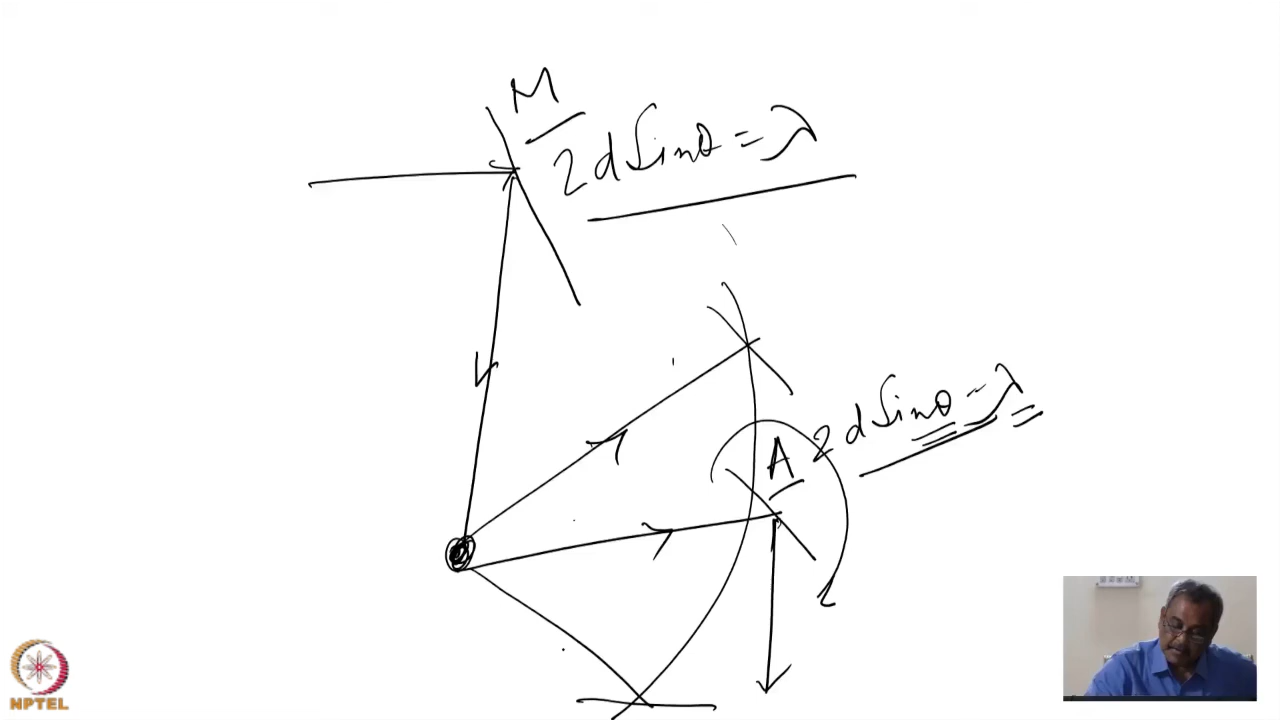 M
2d Sinθ = λ
A 2d Sinθ = λ
NPTEL